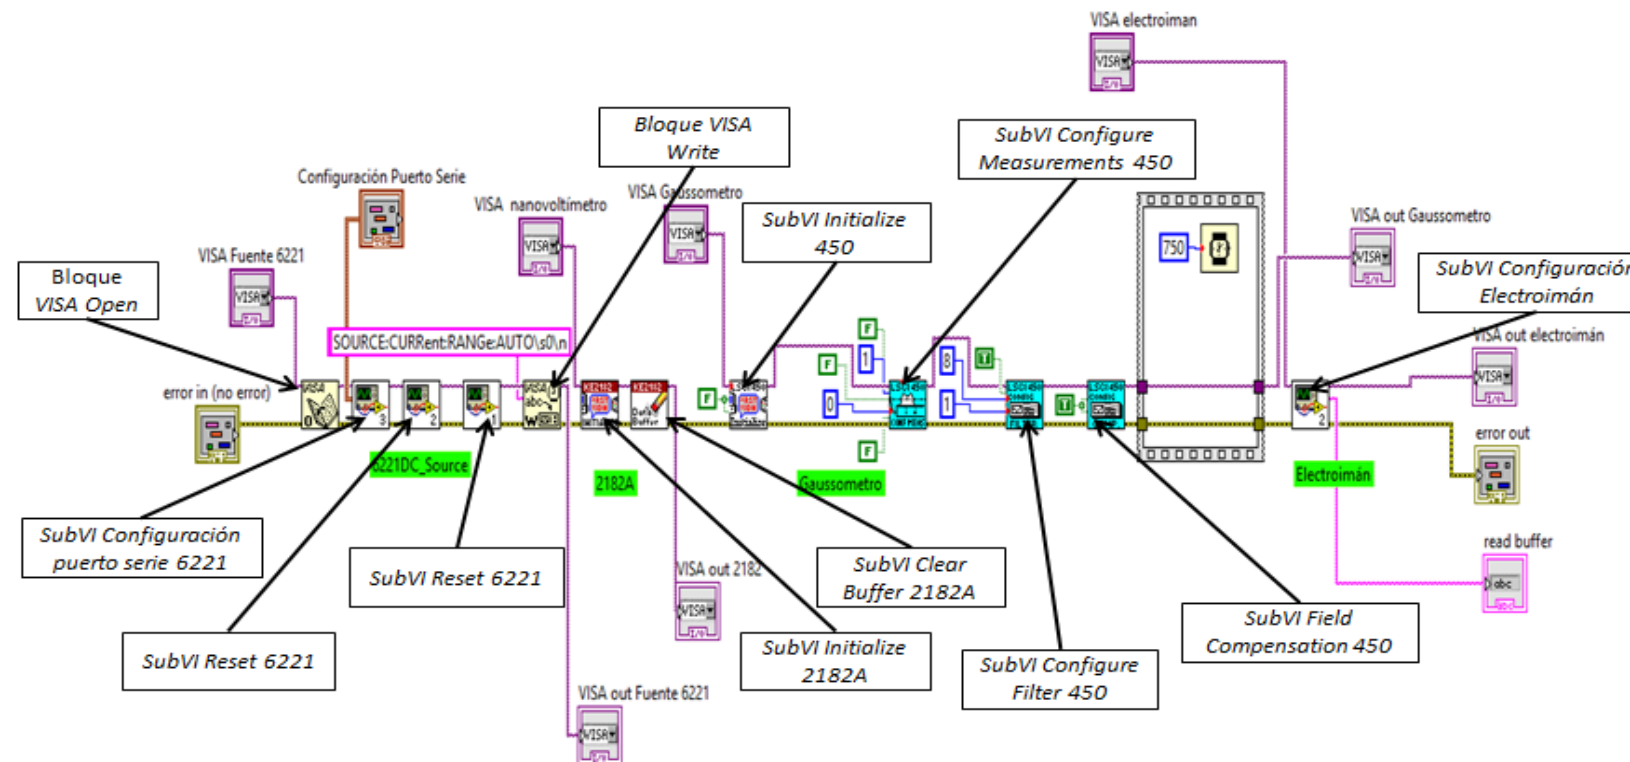 VISA electroiman
Bloque VISA
Write
SubVI Configure
Measurements 450
Configuración Puerto Serie
VISA nanovoltímetro
VISA Gaussometro
SubVI Initialize
450
VISA out Gaussometro
VISA Fuente 6221
Bloque
VISA Open
750
SubVI Configuración
Electroimán
SOURCE:CURRent:RANGe:AUTO\s0\n
VISA out electroimán
error in (no error)
F
1
F
0
F
F
8
1
T
T
error out
6221DC_Source
2182A
Gaussometro
Electroimán
SubVI Configuración
puerto serie 6221
SubVI Reset 6221
SubVI Reset 6221
VISA out 2182
SubVI Clear
Buffer 2182A
read buffer
SubVI Initialize
2182A
SubVI Configure
Filter 450
SubVI Field
Compensation 450
VISA out Fuente 6221